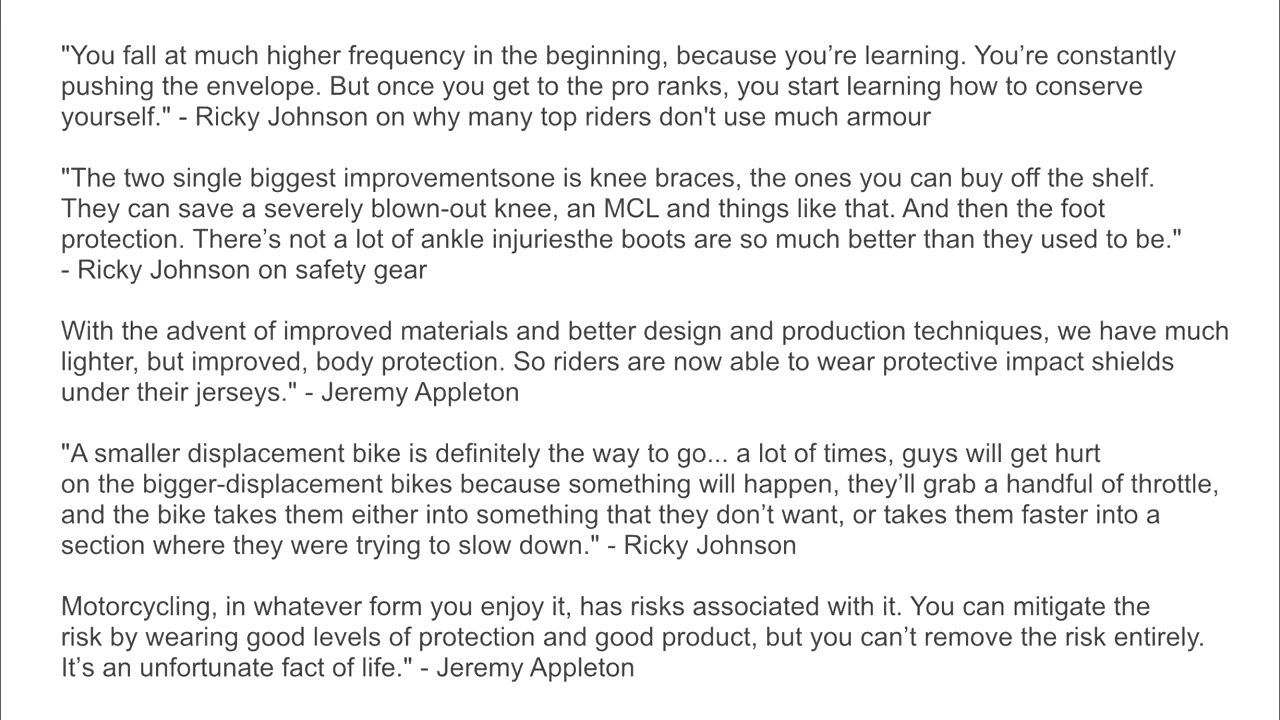 "You fall at much higher frequency in the beginning, because you’re learning. You’re constantly
pushing the envelope. But once you get to the pro ranks, you start learning how to conserve
yourself." - Ricky Johnson on why many top riders don't use much armour
"The two single biggest improvementsone is knee braces, the ones you can buy off the shelf.
They can save a severely blown-out knee, an MCL and things like that. And then the foot
protection. There’s not a lot of ankle injuriesthe boots are so much better than they used to be."
- Ricky Johnson on safety gear
With the advent of improved materials and better design and production techniques, we have much
lighter, but improved, body protection. So riders are now able to wear protective impact shields
under their jerseys." - Jeremy Appleton
"A smaller displacement bike is definitely the way to go... a lot of times, guys will get hurt
on the bigger-displacement bikes because something will happen, they’ll grab a handful of throttle,
and the bike takes them either into something that they don’t want, or takes them faster into a
section where they were trying to slow down." - Ricky Johnson
Motorcycling, in whatever form you enjoy it, has risks associated with it. You can mitigate the
risk by wearing good levels of protection and good product, but you can’t remove the risk entirely.
It’s an unfortunate fact of life." - Jeremy Appleton